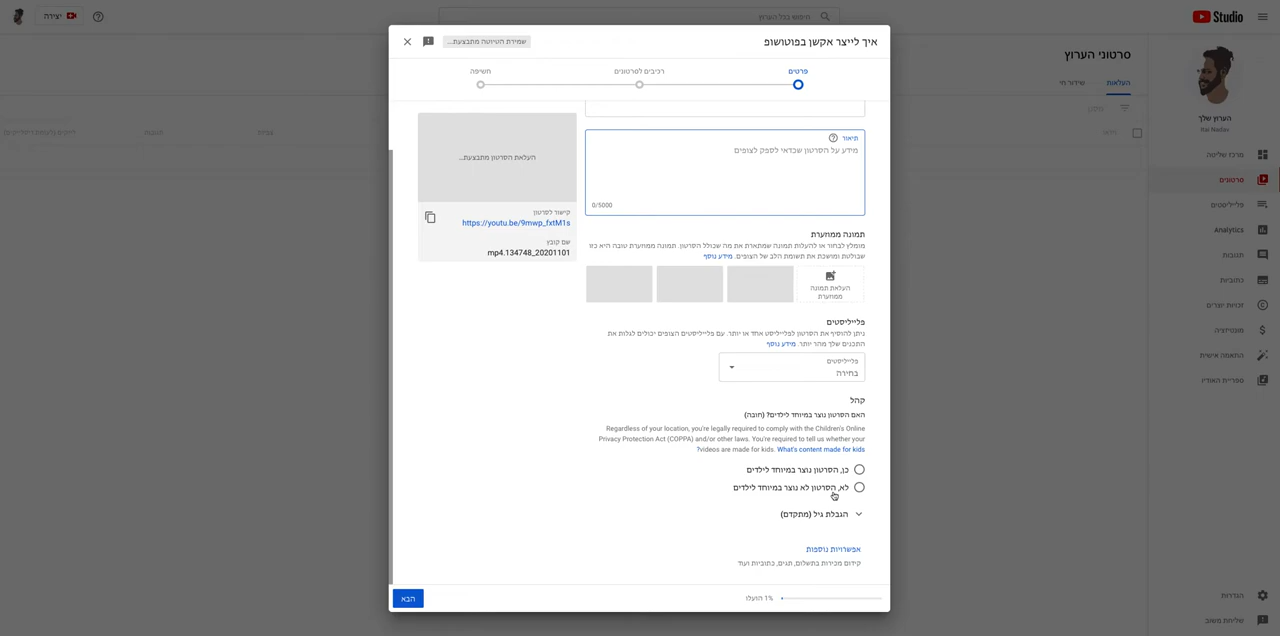 Studio
חיפוש בכל הערוץ
יצירה
איך לייצר אקשן בפוטושופ
שמירת הטיוטה מתבצעת...
פרטים
רכיבים לסרטונים
חשיפה
תיאור
מידע על הסרטון שכדאי לספק לצופים
0/5000
העלאת הסרטון מתבצעת...
קישור לסרטון
https://youtu.be/9mwp_fxtM1s
שם קובץ
mp4.134748_20201101
תמונה ממוזערת
מומלץ לבחור או להעלות תמונה שמתארת את מה שכולל הסרטון. תמונה ממוזערת טובה היא כזו
שבולטת ומושכת את תשומת הלב של הצופים. מידע נוסף
העלאת תמונה
ממוזערת
פלייליסטים
ניתן להוסיף את הסרטון לפלייליסט אחד או יותר. עם פלייליסטים הצופים יכולים לגלות את
התכנים שלך מהר יותר. מידע נוסף
פלייליסטים
בחירה
קהל
האם הסרטון נוצר במיוחד לילדים? (חובה)
Regardless of your location, you're legally required to comply with the Children's Online
Privacy Protection Act (COPPA) and/or other laws. You're required to tell us whether your
?videos are made for kids. What's content made for kids
כן, הסרטון נוצר במיוחד לילדים
לא, הסרטון לא נוצר במיוחד לילדים
הגבלת גיל (מתקדם)
אפשרויות נוספות
קידום מכירות בתשלום, תגים, כתוביות ועוד
1% הועלו
הבא
סרטוני הערוץ
העלאות
שידור חי
סינון
וידאו
צפיות
תגובות
הערוץ שלך
Itai Nadav
מרכז שליטה
סרטונים
פלייליסטים
Analytics
תגובות
כתוביות
זכויות יוצרים
מונטיזציה
התאמה אישית
ספריית האודיו
הגדרות
שליחת משוב